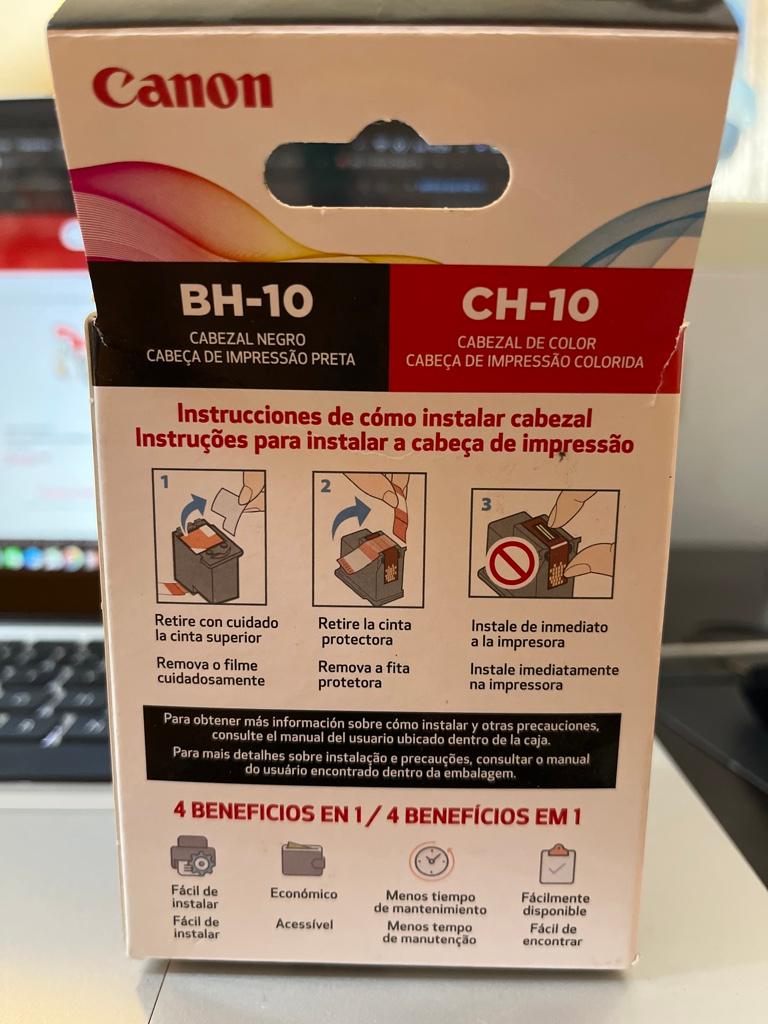 Canon
BH-10
CABEZAL NEGRO
CABEÇA DE IMPRESSÃO PRETA
CH-10
CABEZAL DE COLOR
CABEÇA DE IMPRESSÃO COLORIDA
Instrucciones de cómo instalar cabezal
Instruções para instalar a cabeça de impressão
1
Retire con cuidado
la cinta superior
Remova o filme
cuidadosamente
2
Retire la cinta
protectora
Remova a fita
protetora
3
Instale de inmediato
a la impresora
Instale imediatamente
na impressora
Para obtener más información sobre cómo instalar y otras precauciones,
consulte el manual del usuario ubicado dentro de la caja.
Para mais detalhes sobre instalação e precauções, consultar o manual
do usuário encontrado dentro da embalagem.
4 BENEFICIOS EN 1 / 4 BENEFÍCIOS EM 1
Fácil de
instalar
Fácil de
instalar
Económico
Acessível
Menos tiempo
de mantenimiento
Menos tempo
de manutenção
Fácilmente
disponible
Fácil de
encontrar